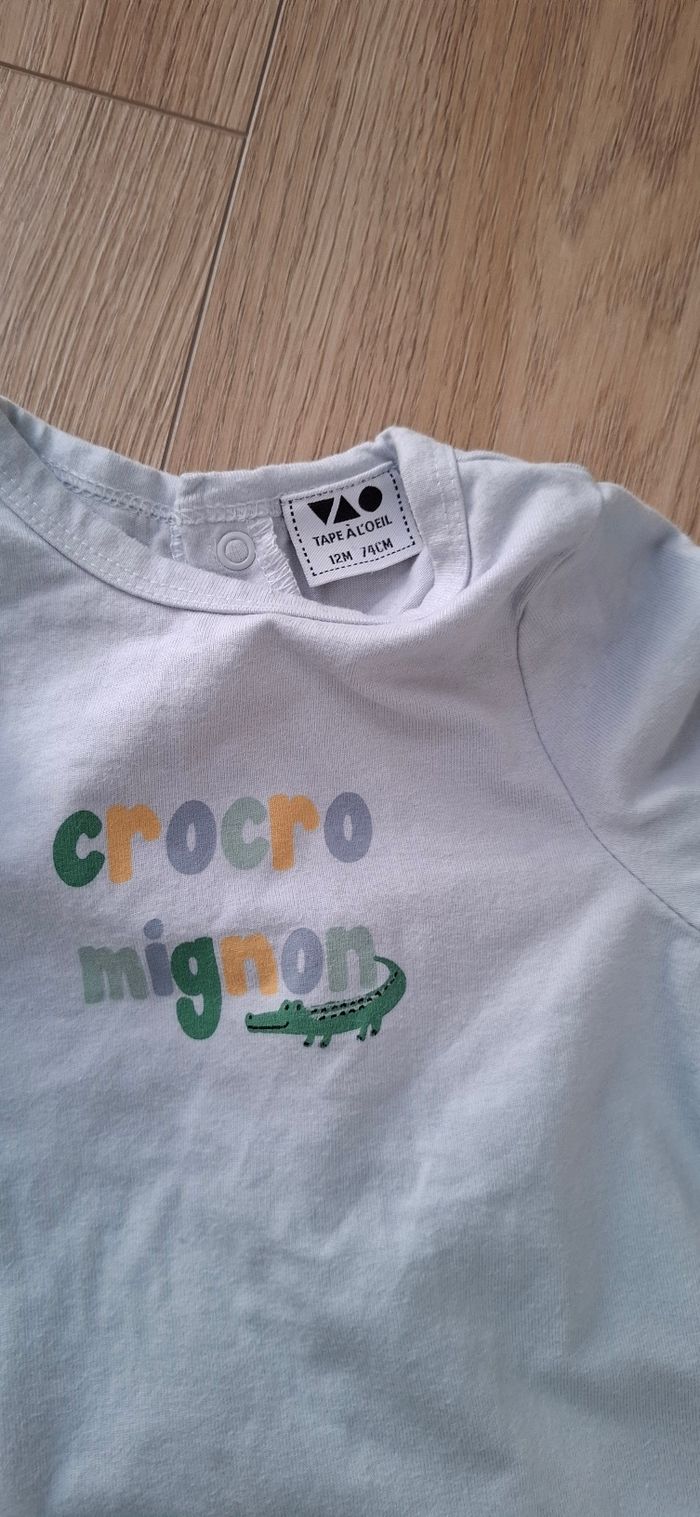 TAPE À L'OEIL
12M 74CM
crocro
mignon